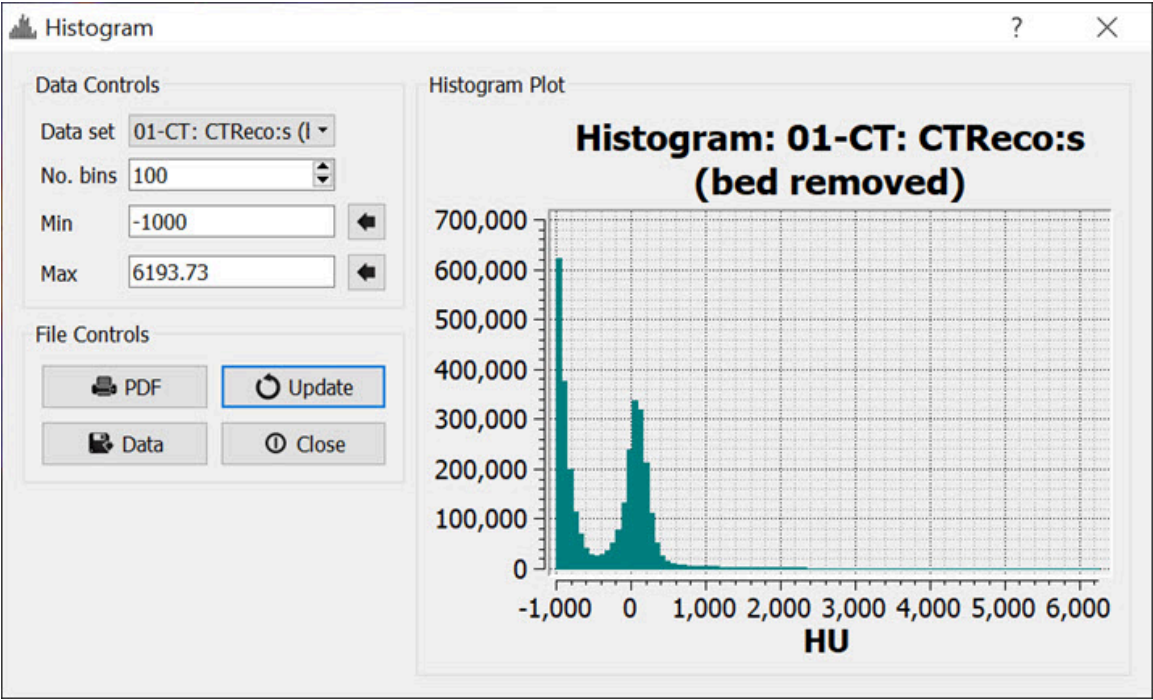 Histogram
?
Data Controls
Data set 01-CT: CTReco:s (l
No. bins 100
Min -1000
Max 6193.73
File Controls
PDF Update
Data Close
Histogram Plot
Histogram: 01-CT: CTReco:s
(bed removed)
700,000
600,000
500,000
400,000
300,000
200,000
100,000
0
-1,000 0 1,000 2,000 3,000 4,000 5,000 6,000
HU